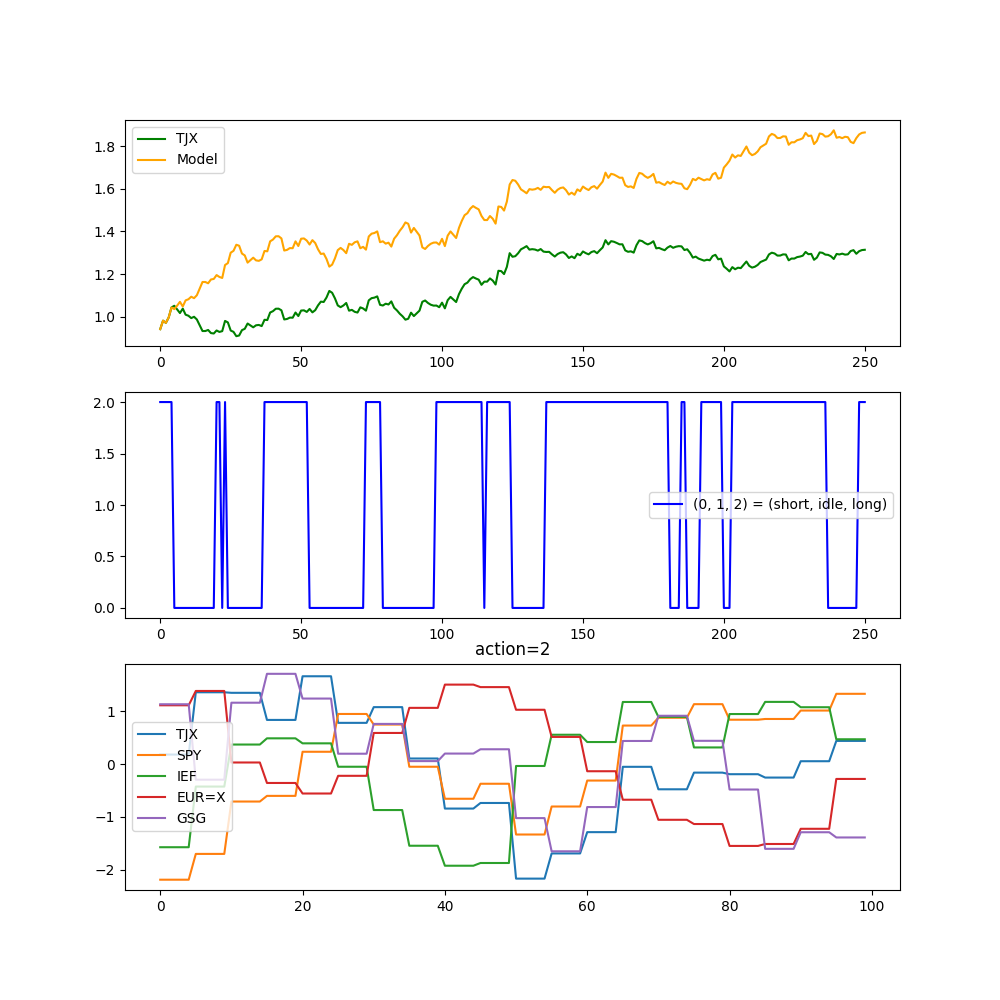 TJX
Model
1.8
1.6
1.4
1.2
1.0
0 50 100 150 200 250
2.0
1.5
1.0
0.5
0.0
(0, 1, 2) = (short, idle, long)
0 50 100 150 200 250
action=2
1
0
−1
−2
TJX
SPY
IEF
EUR=X
GSG
0 20 40 60 80 100